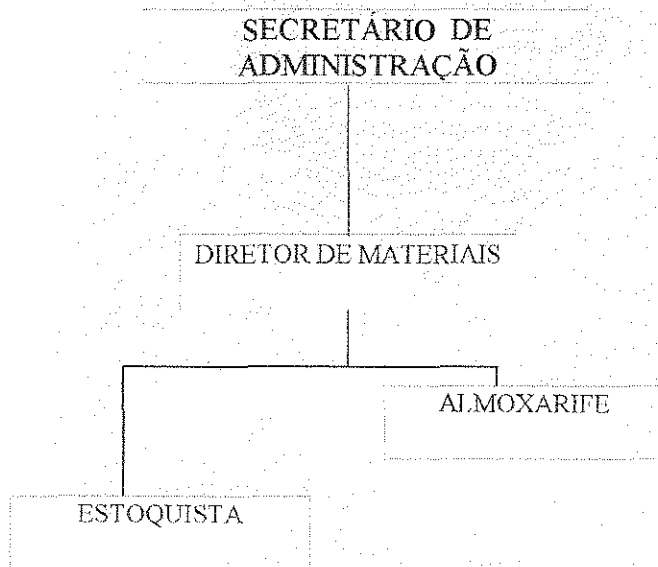 SECRETÁRIO DE
ADMINISTRAÇÃO
DIRETOR DE MATERIAIS
ALMOXARIFE
ESTOQUISTA